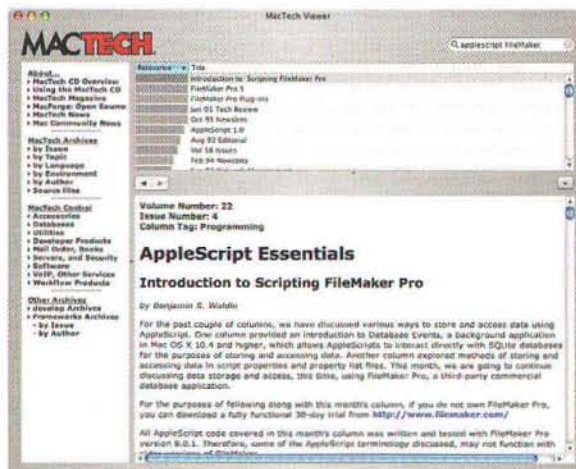 MacTech Viewer
MACTECH.
applescript FileMaker
Relevance Title
Introduction to Scripting FileMaker Pro
FileMaker Pro 5
FileMaker Pro Plug-ins
Jan 01 Tech Review
Oct 95 Newsbits
AppleScript 1.0
Aug 03 Editorial
Vol 16 Issues
Feb 94 Newsbits
About...
MacTech CD Overview
Using the MacTech CD
MacTech Magazine
MacForge: Open Source
MacTech News
Mac Community News
MacTech Archives
by Issue
by Topic
by Language
by Environment
by Author
Source Files
MacTech Central
Accessories
Databases
Utilities
Developer Products
Mail Order, Books
Servers, and Security
Software
VoIP, Other Services
Workflow Products
Other Archives
develop Archives
Frameworks Archives
- by Issue
- by Author
Volume Number: 22
Issue Number: 4
Column Tag: Programming
AppleScript Essentials
Introduction to Scripting FileMaker Pro
by Benjamin S. Waldie
For the past couple of columns, we have discussed various ways to store and access data using
AppleScript. One column provided an introduction to Database Events, a background application
in Mac OS X 10.4 and higher, which allows AppleScripts to interact directly with SQLite databases
for the purposes of storing and accessing data. Another column explored methods of storing and
accessing data in script properties and property list files. This month, we are going to continue
discussing data storage and access, this time, using FileMaker Pro, a third-party commercial
database application.
For the purposes of following along with this month's column, if you do not own FileMaker Pro,
you can download a fully functional 30-day trial from http://www.filemaker.com/
All AppleScript code covered in this month's column was written and tested with FileMaker Pro
version 8.0.1. Therefore, some of the AppleScript terminology discussed, may not function with